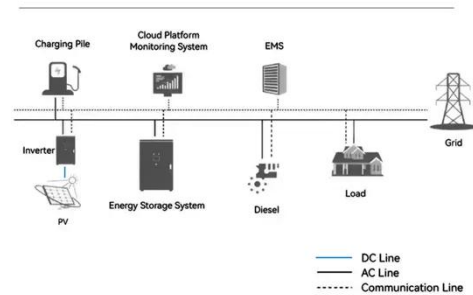 Cloud Platform
Charging Pile
Monitoring System
EMS
Grid
Inverter
PV
Energy Storage System
Diesel
Load
DC Line
AC Line
Communication Line